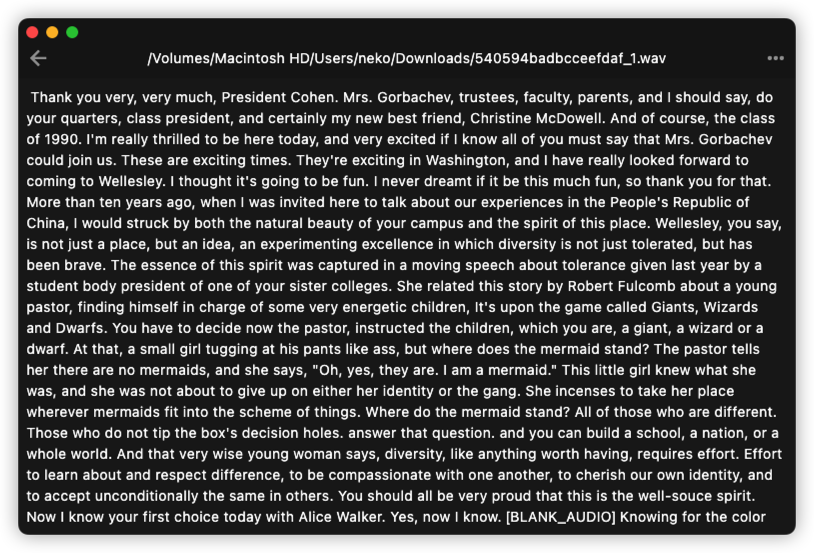 /Volumes/Macintosh HD/Users/neko/Downloads/540594badbcceefdaf_1.wav
Thank you very, very much, President Cohen. Mrs. Gorbachev, trustees, faculty, parents, and I should say, do
your quarters, class president, and certainly my new best friend, Christine McDowell. And of course, the class
of 1990. I'm really thrilled to be here today, and very excited if I know all of you must say that Mrs. Gorbachev
could join us. These are exciting times. They're exciting in Washington, and I have really looked forward to
coming to Wellesley. I thought it's going to be fun. I never dreamt if it be this much fun, so thank you for that.
More than ten years ago, when I was invited here to talk about our experiences in the People's Republic of
China, I would struck by both the natural beauty of your campus and the spirit of this place. Wellesley, you say,
is not just a place, but an idea, an experimenting excellence in which diversity is not just tolerated, but has
been brave. The essence of this spirit was captured in a moving speech about tolerance given last year by a
student body president of one of your sister colleges. She related this story by Robert Fulcomb about a young
pastor, finding himself in charge of some very energetic children, It's upon the game called Giants, Wizards
and Dwarfs. You have to decide now the pastor, instructed the children, which you are, a giant, a wizard or a
dwarf. At that, a small girl tugging at his pants like ass, but where does the mermaid stand? The pastor tells
her there are no mermaids, and she says, "Oh, yes, they are. I am a mermaid." This little girl knew what she
was, and she was not about to give up on either her identity or the gang. She incenses to take her place
wherever mermaids fit into the scheme of things. Where do the mermaid stand? All of those who are different.
Those who do not tip the box's decision holes. answer that question. and you can build a school, a nation, or a
whole world. And that very wise young woman says, diversity, like anything worth having, requires effort. Effort
to learn about and respect difference, to be compassionate with one another, to cherish our own identity, and
to accept unconditionally the same in others. You should all be very proud that this is the well-souce spirit.
Now I know your first choice today with Alice Walker. Yes, now I know. [BLANK_AUDIO] Knowing for the color